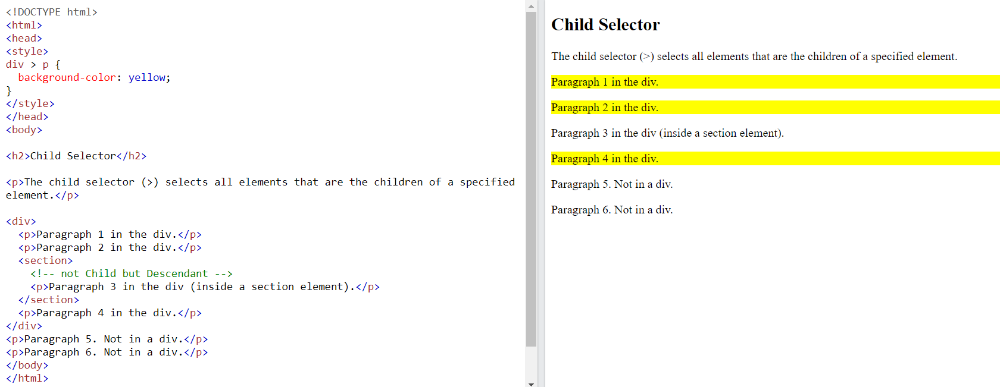 <!DOCTYPE html>
<html>
<head>
<style>
div > p {
  background-color: yellow;
}
</style>
</head>
<body>

<h2>Child Selector</h2>

<p>The child selector (>) selects all elements that are the children of a specified
element.</p>

<div>
  <p>Paragraph 1 in the div.</p>
  <p>Paragraph 2 in the div.</p>
  <section>
    <!-- not Child but Descendant -->
    <p>Paragraph 3 in the div (inside a section element).</p>
  </section>
  <p>Paragraph 4 in the div.</p>
</div>
<p>Paragraph 5. Not in a div.</p>
<p>Paragraph 6. Not in a div.</p>
</body>
</html>
Child Selector
The child selector (>) selects all elements that are the children of a specified element.
Paragraph 1 in the div.
Paragraph 2 in the div.
Paragraph 3 in the div (inside a section element).
Paragraph 4 in the div.
Paragraph 5. Not in a div.
Paragraph 6. Not in a div.